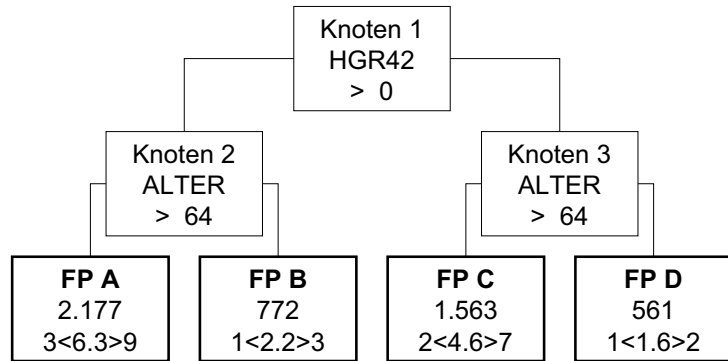 Knoten 1
HGR42
> 0
Knoten 2
ALTER
> 64
Knoten 3
ALTER
> 64
FP A
2.177
3<6.3>9
FP B
772
1<2.2>3
FP C
1.563
2<4.6>7
FP D
561
1<1.6>2